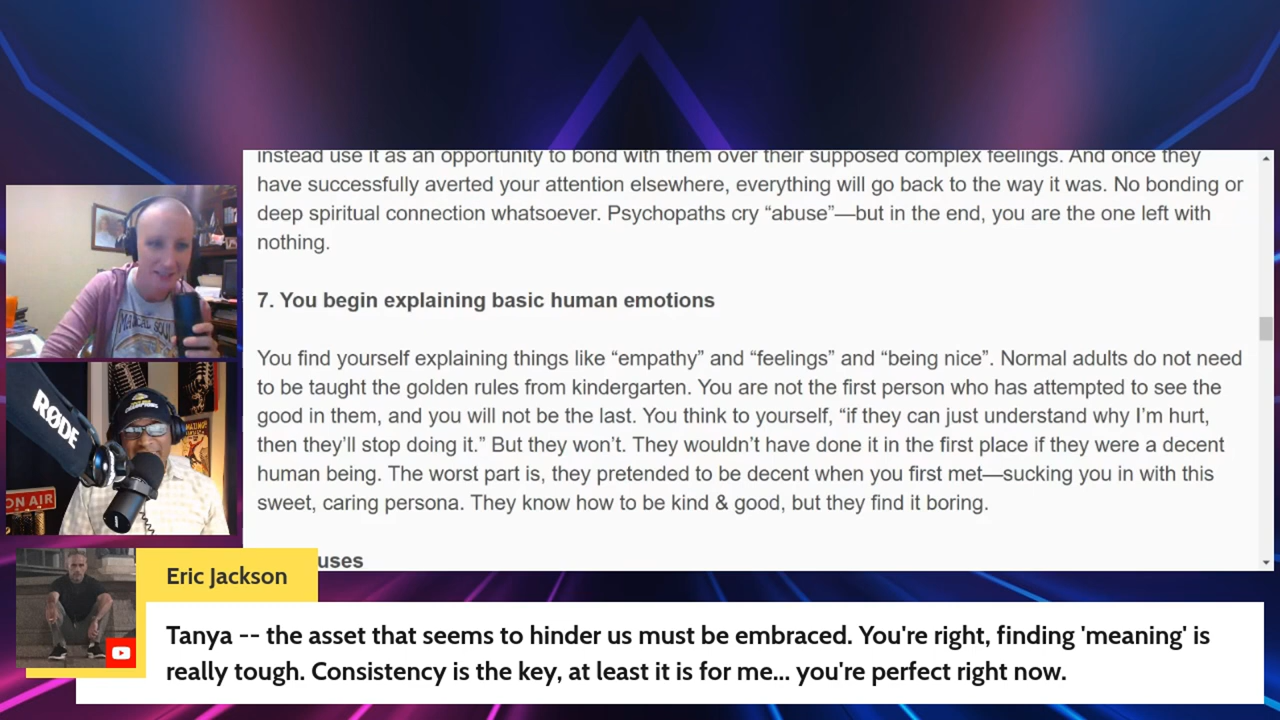 instead use it as an opportunity to bond with them over their supposed complex feelings. And once they
have successfully averted your attention elsewhere, everything will go back to the way it was. No bonding or
deep spiritual connection whatsoever. Psychopaths cry “abuse”—but in the end, you are the one left with
nothing.
7. You begin explaining basic human emotions
You find yourself explaining things like “empathy” and “feelings” and “being nice”. Normal adults do not need
to be taught the golden rules from kindergarten. You are not the first person who has attempted to see the
good in them, and you will not be the last. You think to yourself, “if they can just understand why I’m hurt,
then they’ll stop doing it.” But they won’t. They wouldn’t have done it in the first place if they were a decent
human being. The worst part is, they pretended to be decent when you first met—sucking you in with this
sweet, caring persona. They know how to be kind & good, but they find it boring.
uses
RØDE
ON AIR
Eric Jackson
Tanya -- the asset that seems to hinder us must be embraced. You're right, finding 'meaning' is
really tough. Consistency is the key, at least it is for me... you're perfect right now.